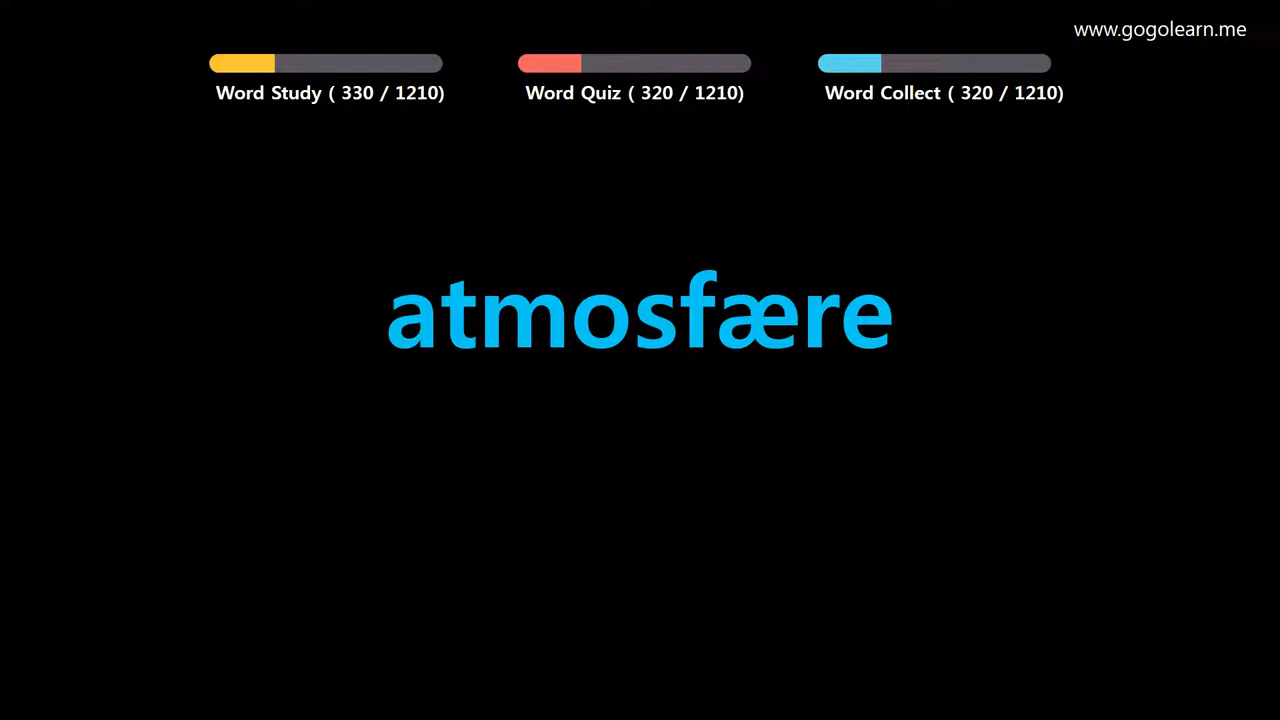 www.gogolearn.me
Word Study ( 330 / 1210)
Word Quiz ( 320 / 1210)
Word Collect ( 320 / 1210)
atmosfære